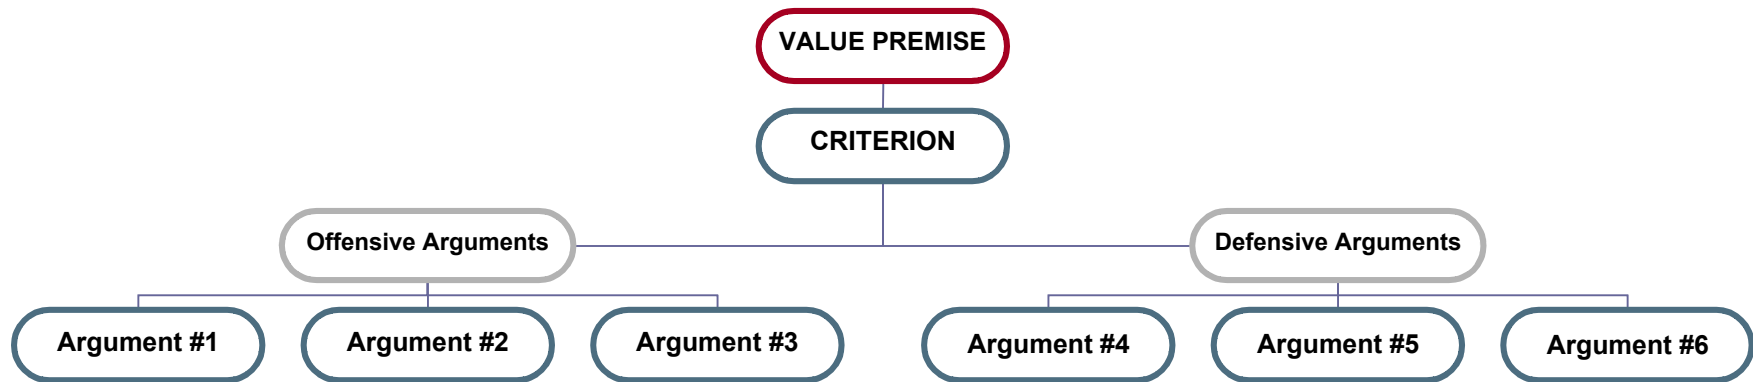 VALUE PREMISE
CRITERION
Offensive Arguments
Defensive Arguments
Argument #1
Argument #2
Argument #3
Argument #4
Argument #5
Argument #6